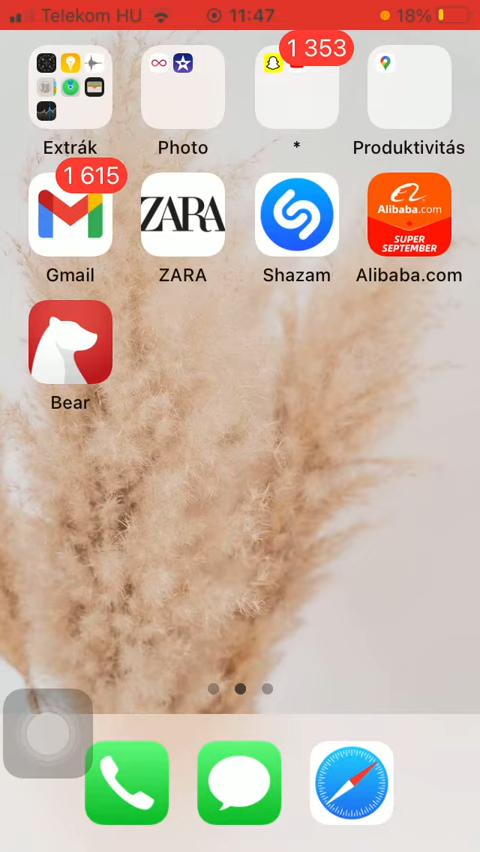 Telekom HU 11:47 18%
1 353
Extrák Photo * Produktivitás
1 615
ZARA
Alibaba.com
SUPER
SEPTEMBER
Gmail ZARA Shazam Alibaba.com
Bear